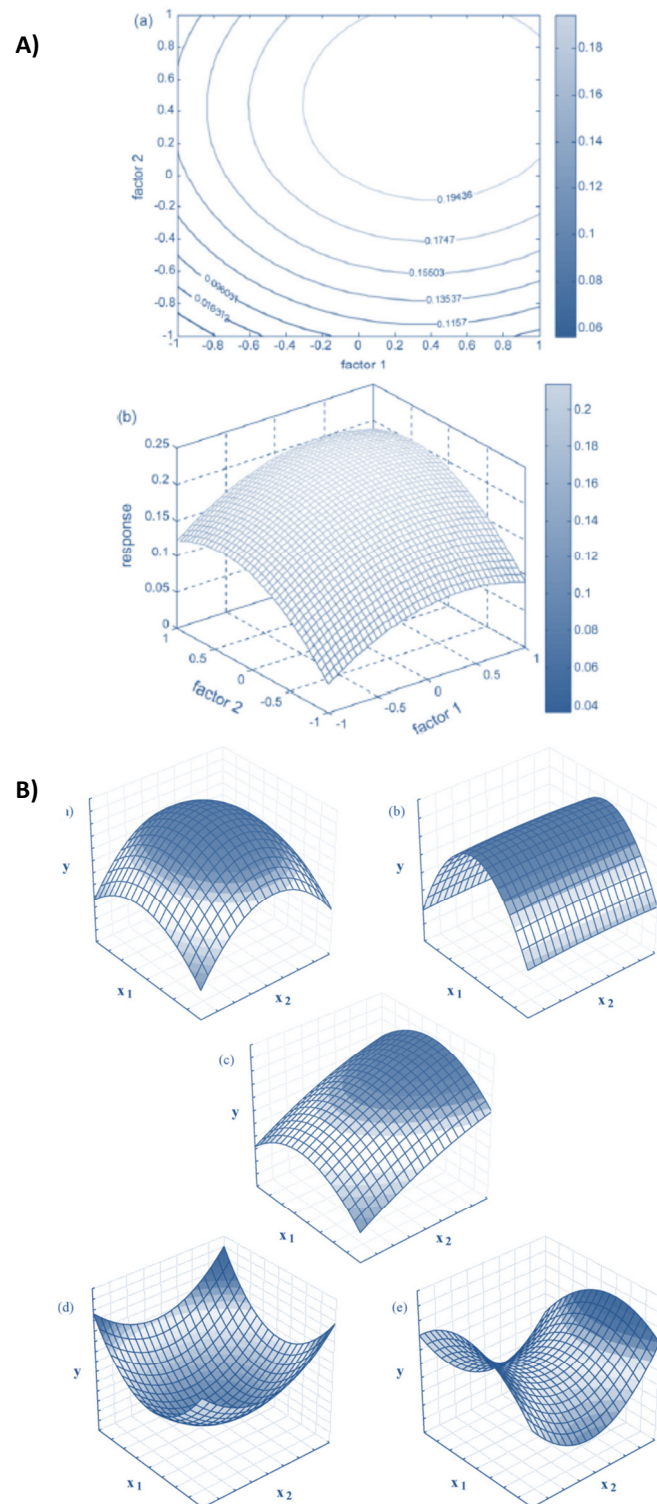 A)
(a)
1
0.8
0.6
0.4
0.2
0
-0.2
-0.4
-0.6
-0.8
-1
factor 2
0.19436
0.1747
0.15503
0.13537
0.1157
-1 -0.8 -0.6 -0.4 -0.2 0 0.2 0.4 0.6 0.8 1
factor 1
0.18
0.16
0.14
0.12
0.1
0.08
0.06
(b)
0.25
0.2
0.15
0.1
0.05
0
response
1 0.5 0 -0.5 -1
factor 2
-1 -0.5 0 0.5 1
factor 1
0.2
0.18
0.16
0.14
0.12
0.1
0.08
0.06
0.04
B)
y
x1
x2
(b)
y
x1
x2
(c)
y
x1
x2
(d)
y
x1
x2
(e)
y
x1
x2